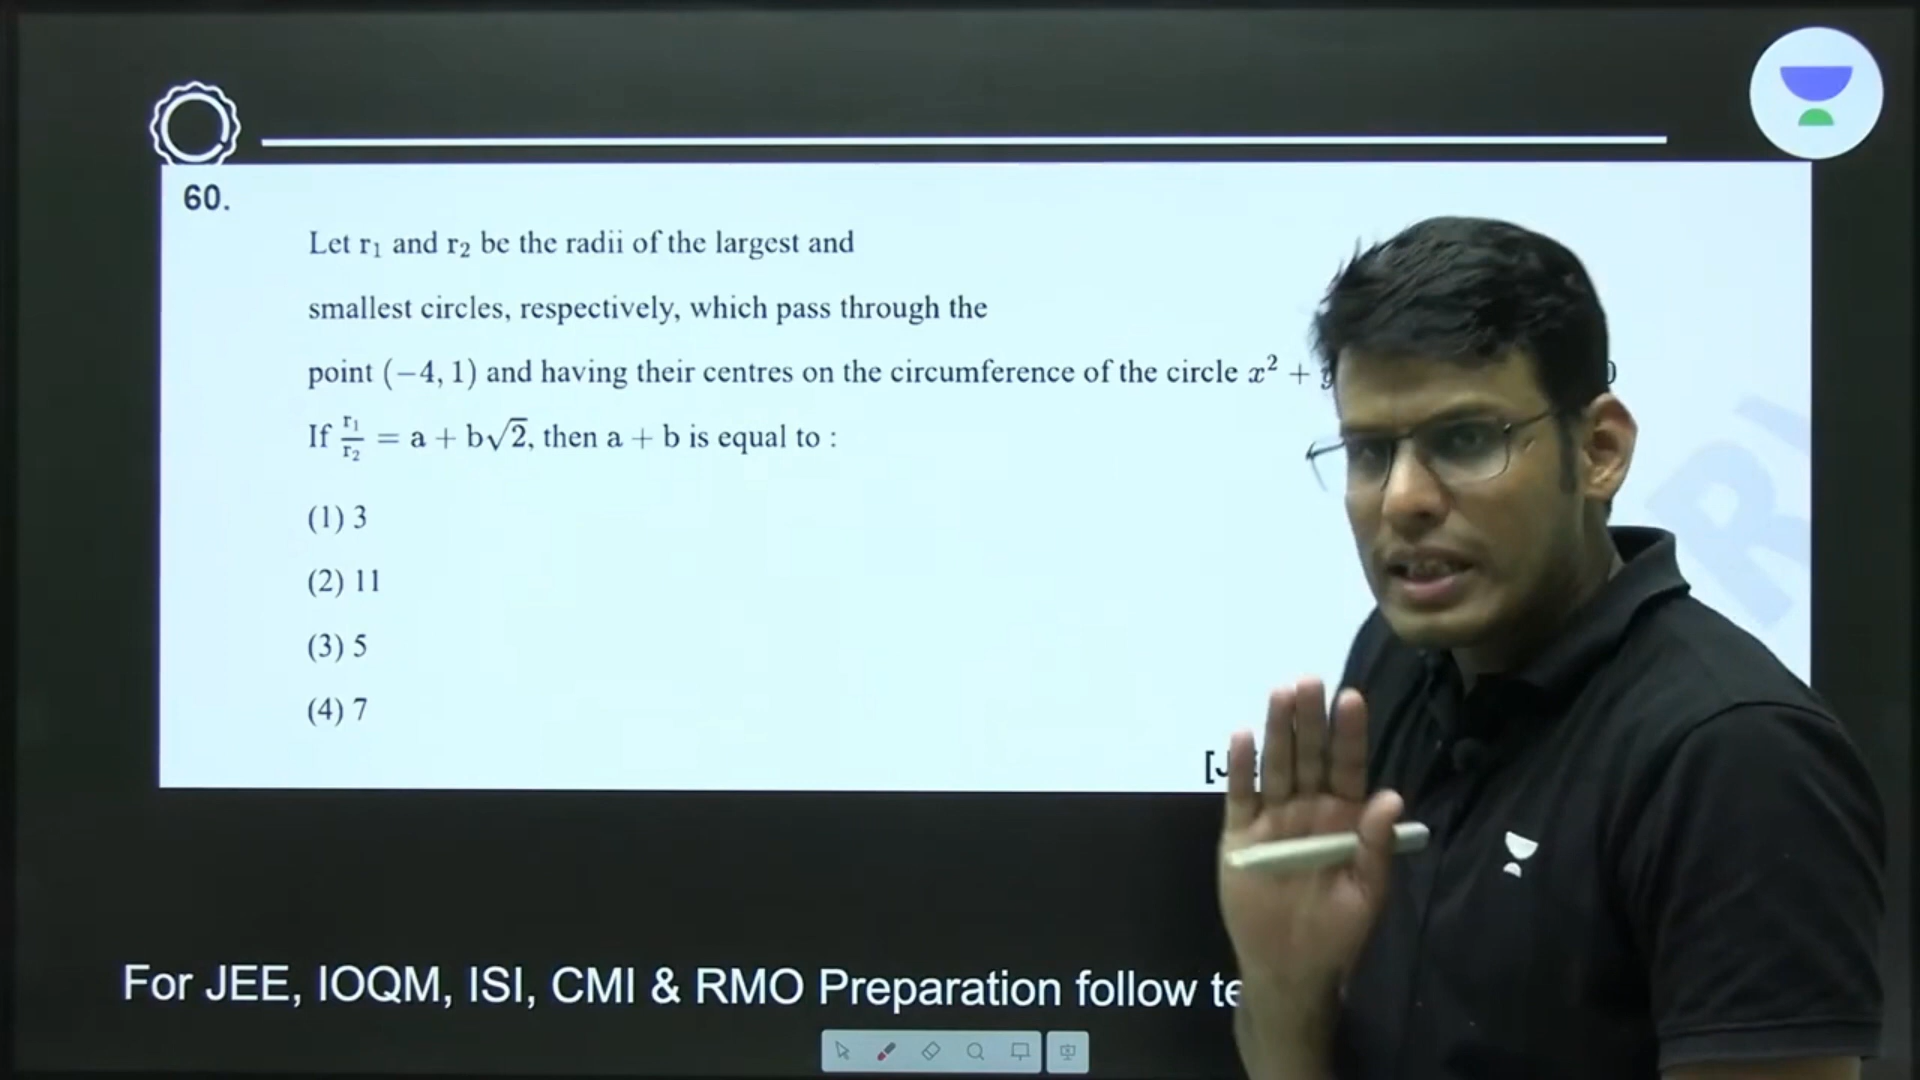 60.
Let r₁ and r₂ be the radii of the largest and
smallest circles, respectively, which pass through the
point (−4, 1) and having their centres on the circumference of the circle x² +
If r₁/r₂ = a + b√2, then a + b is equal to :
(1) 3
(2) 11
(3) 5
(4) 7
For JEE, IOQM, ISI, CMI & RMO Preparation follow